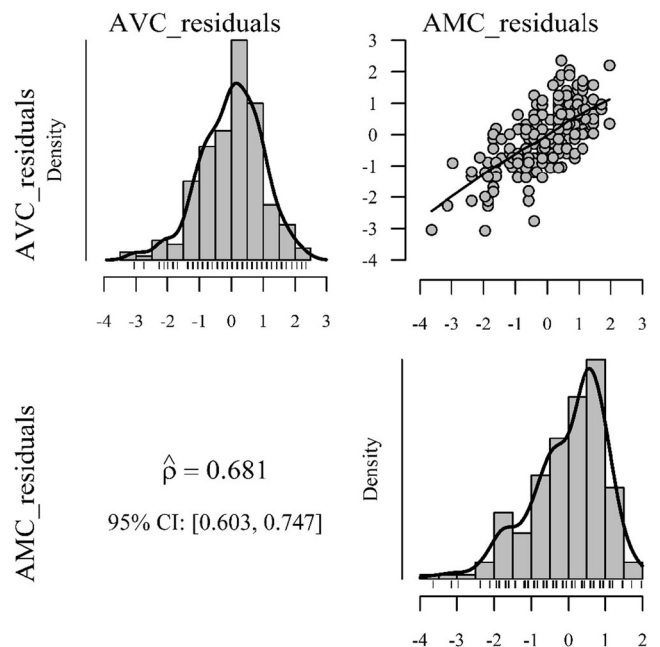 AVC_residuals
AMC_residuals
AVC_residuals
Density
3
2
1
0
-1
-2
-3
-4
-4 -3 -2 -1 0 1 2 3
-4 -3 -2 -1 0 1 2 3
AMC_residuals
ρ̂ = 0.681
95% CI: [0.603, 0.747]
Density
-4 -3 -2 -1 0 1 2